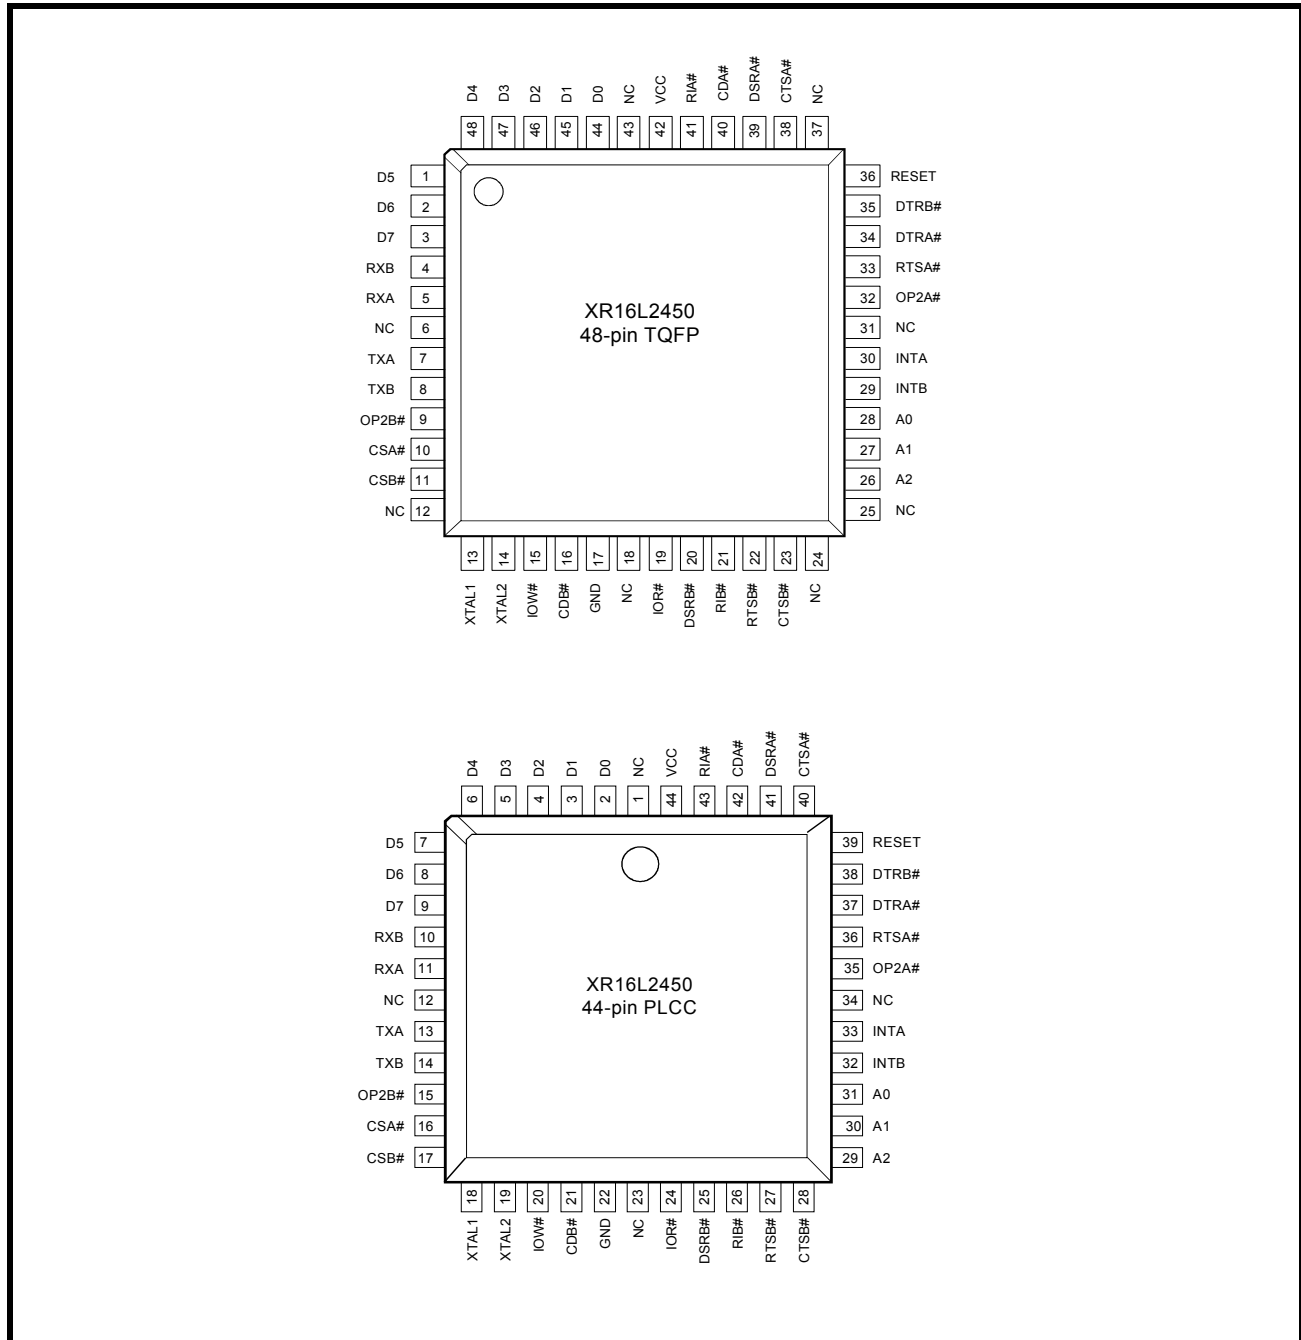 D4 D3 D2 D1 D0 NC VCC RIA# CDA# DSRA# CTSA# NC
48 47 46 45 44 43 42 41 40 39 38 37
D5 1 36 RESET
D6 2 35 DTRB#
D7 3 34 DTRA#
RXB 4 33 RTSA#
RXA 5 32 OP2A#
XR16L2450
48-pin TQFP
NC 6 31 NC
TXA 7 30 INTA
TXB 8 29 INTB
OP2B# 9 28 A0
CSA# 10 27 A1
CSB# 11 26 A2
NC 12 25 NC
13 14 15 16 17 18 19 20 21 22 23 24
XTAL1 XTAL2 IOW# CDB# GND NC IOR# DSRB# RIB# RTSB# CTSB# NC
D4 D3 D2 D1 D0 NC VCC RIA# CDA# DSRA# CTSA#
6 5 4 3 2 1 44 43 42 41 40
D5 7 39 RESET
D6 8 38 DTRB#
D7 9 37 DTRA#
RXB 10 36 RTSA#
RXA 11 35 OP2A#
XR16L2450
44-pin PLCC
NC 12 34 NC
TXA 13 33 INTA
TXB 14 32 INTB
OP2B# 15 31 A0
CSA# 16 30 A1
CSB# 17 29 A2
18 19 20 21 22 23 24 25 26 27 28
XTAL1 XTAL2 IOW# CDB# GND NC IOR# DSRB# RIB# RTSB# CTSB#